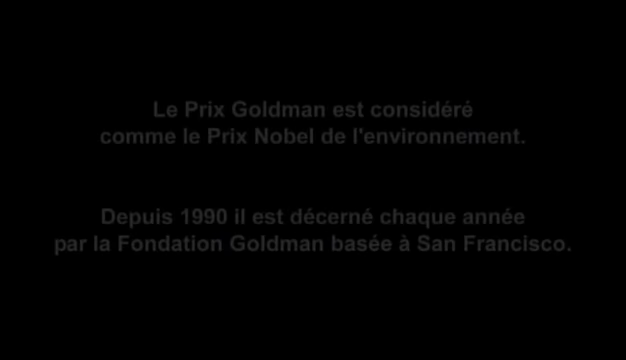 Le Prix Goldman est considéré
comme le Prix Nobel de l'environnement.
Depuis 1990 il est décerné chaque année
par la Fondation Goldman basée à San Francisco.